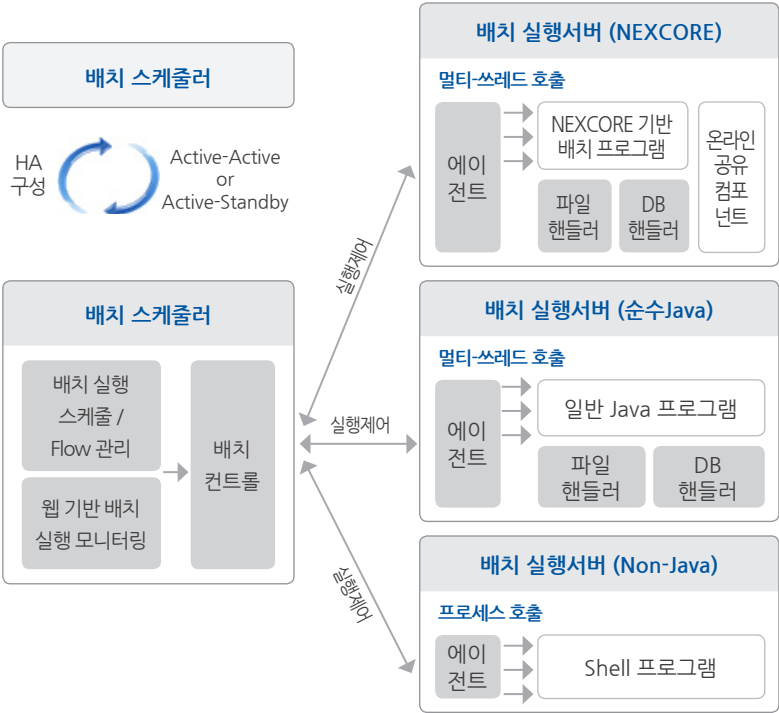 배치 스케줄러
HA
구성
Active-Active
or
Active-Standby
배치 스케줄러
배치 실행
스케줄 /
Flow 관리
웹 기반 배치
실행 모니터링
배치
컨트롤
실행제어
실행제어
실행제어
배치 실행서버 (NEXCORE)
멀티-쓰레드 호출
에이
전트
NEXCORE 기반
배치 프로그램
파일
핸들러
DB
핸들러
온라인
공유
컴포
넌트
배치 실행서버 (순수Java)
멀티-쓰레드 호출
에이
전트
일반 Java 프로그램
파일
핸들러
DB
핸들러
배치 실행서버 (Non-Java)
프로세스 호출
에이
전트
Shell 프로그램